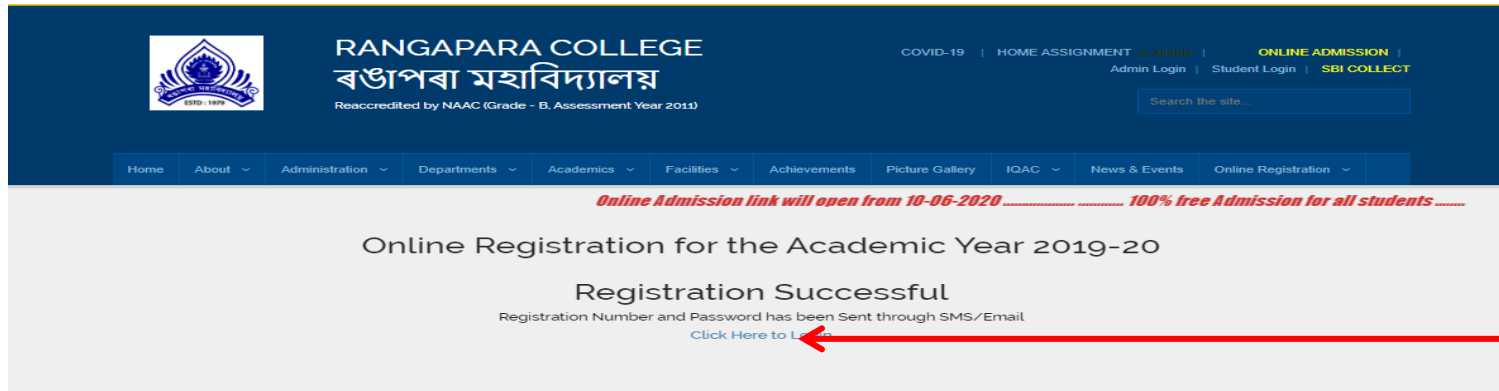 RANGAPARA COLLEGE
ৰঙাপৰা মহাবিদ্যালয়
Reaccredited by NAAC (Grade - B, Assessment Year 2011)
ESTD : 1979
COVID-19 | HOME ASSIGNMENT | ONLINE ADMISSION |
Admin Login | Student Login | SBI COLLECT
Search the site...
Home About Administration Departments Academics Facilities Achievements Picture Gallery IQAC News & Events Online Registration
Online Admission link will open from 10-06-2020 .................. ............ 100% free Admission for all students ........
Online Registration for the Academic Year 2019-20
Registration Successful
Registration Number and Password has been Sent through SMS/Email
Click Here to Login